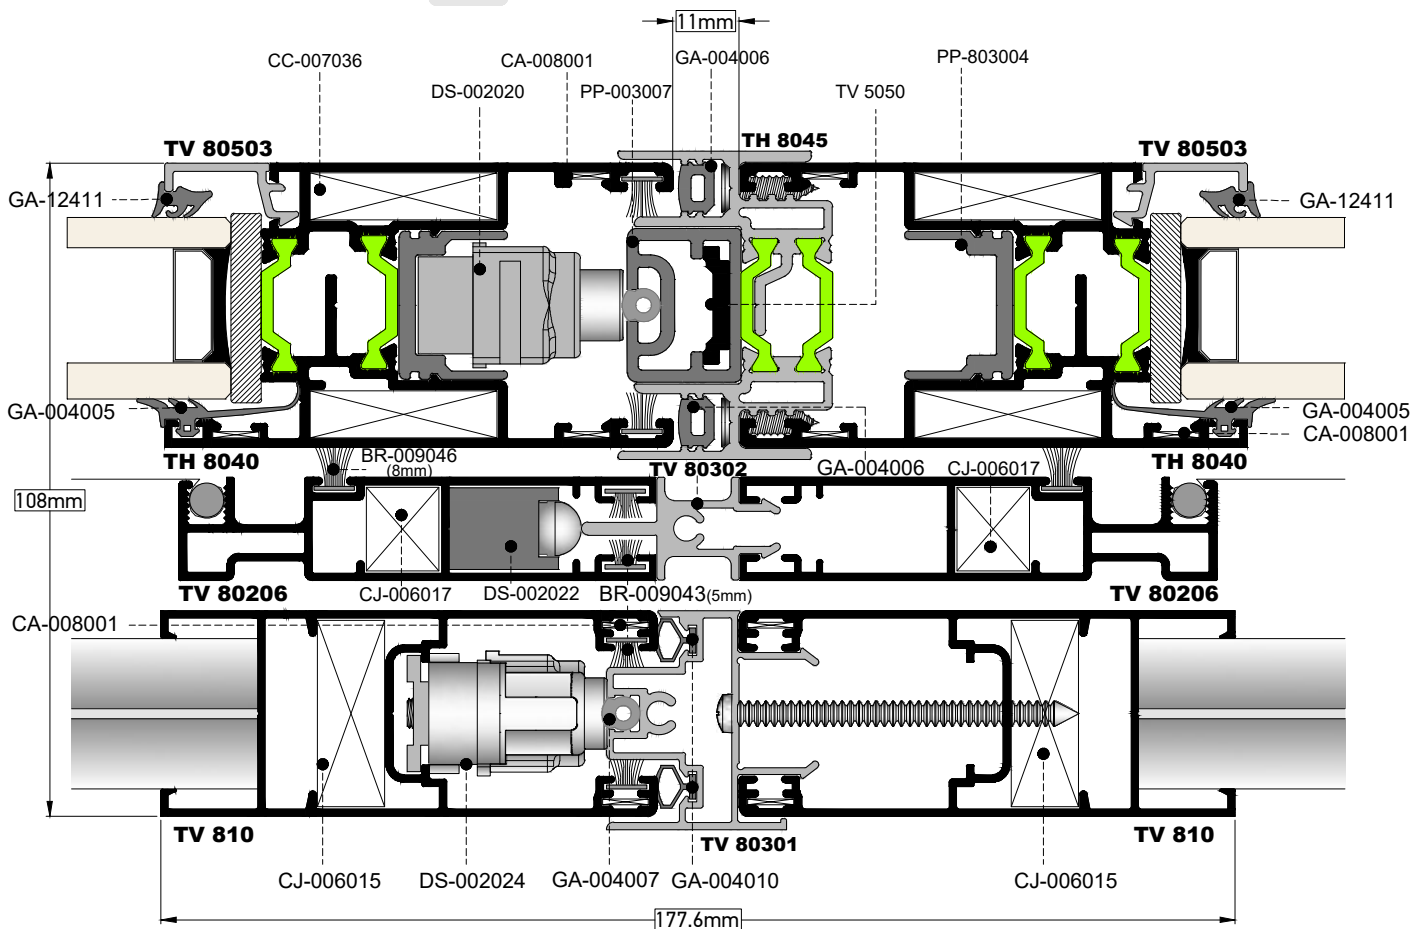 11mm
CC-007036
CA-008001
GA-004006
PP-803004
DS-002020
PP-003007
TV 5050
TV 80503
TH 8045
TV 80503
GA-12411
GA-12411
GA-004005
GA-004005
CA-008001
TH 8040
BR-009046
(8mm)
TV 80302
GA-004006
CJ-006017
TH 8040
108mm
TV 80206
CJ-006017
DS-002022
BR-009043(5mm)
TV 80206
CA-008001
TV 810
TV 80301
TV 810
CJ-006015
DS-002024
GA-004007
GA-004010
CJ-006015
177.6mm